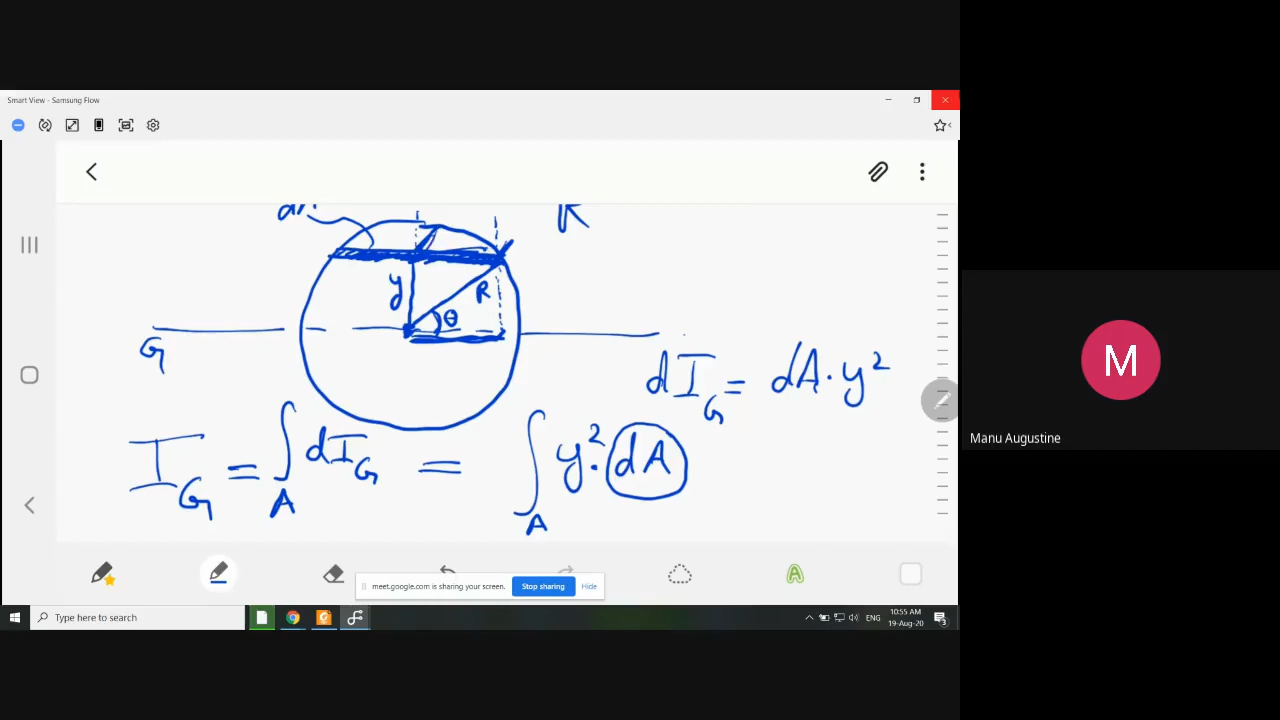 Smart View - Samsung Flow
R
y
R
θ
G
dI_G = dA · y²
I_G = ∫_A dI_G = ∫_A y² · dA
M
Manu Augustine
A
meet.google.com is sharing your screen. Stop sharing Hide
Type here to search
ENG
10:55 AM
19-Aug-20
3